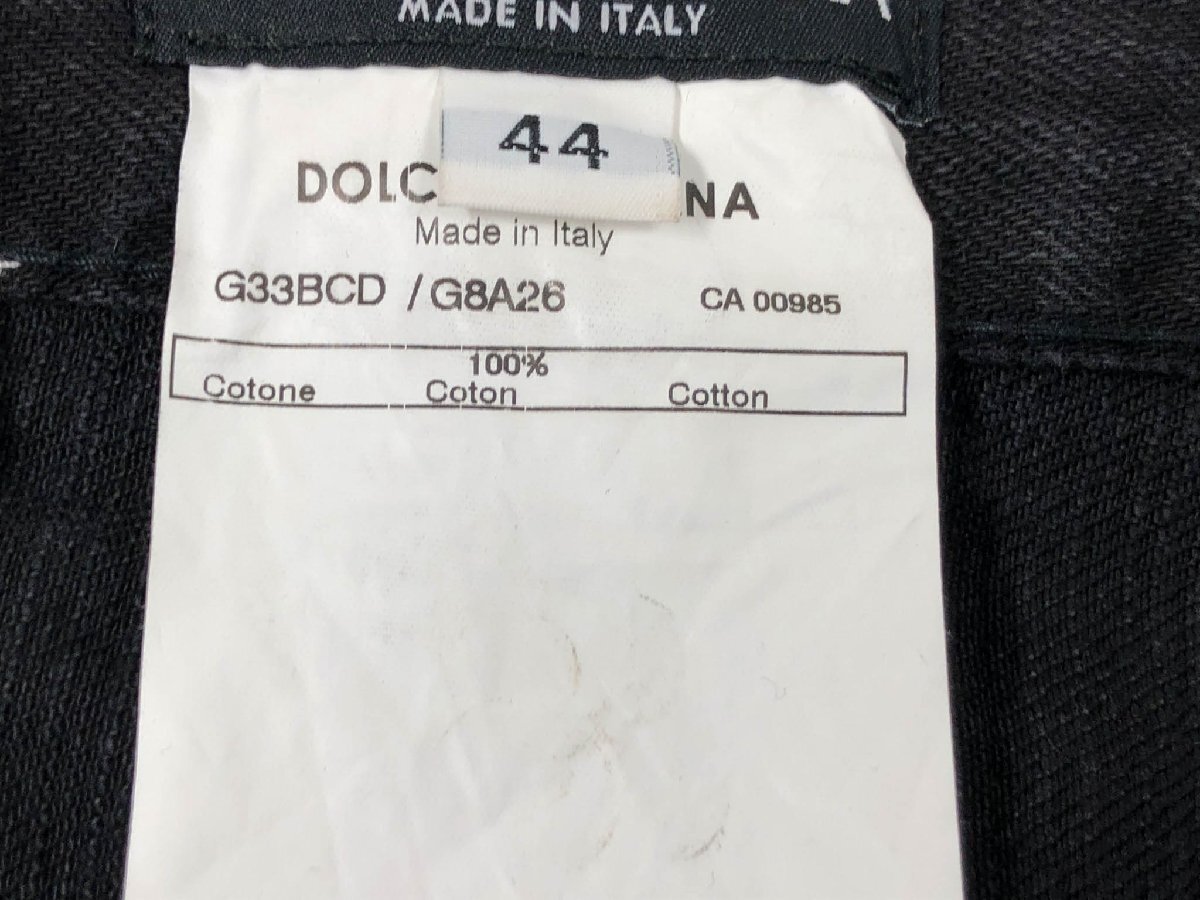 MADE IN ITALY
44
DOLC NA
Made in Italy
G33BCD / G8A26 CA 00985
100%
Cotone Coton Cotton